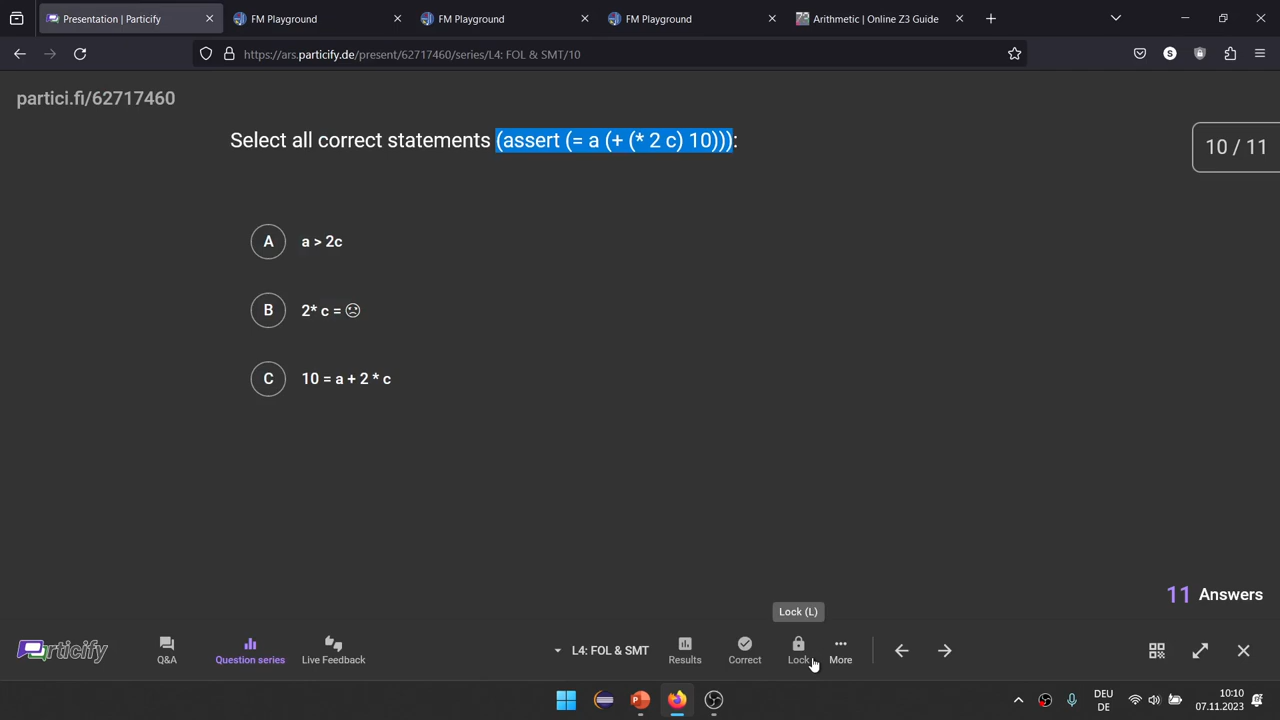 Presentation | Particify
FM Playground
FM Playground
FM Playground
Arithmetic | Online Z3 Guide
https://ars.particify.de/present/62717460/series/L4: FOL & SMT/10
partici.fi/62717460
Select all correct statements (assert (= a (+ (* 2 c) 10))):
10 / 11
A a > 2c
B 2* c = ☹
C 10 = a + 2 * c
11 Answers
Lock (L)
Particify
Q&A
Question series
Live Feedback
L4: FOL & SMT
Results
Correct
Lock
More
DEU
DE
10:10
07.11.2023